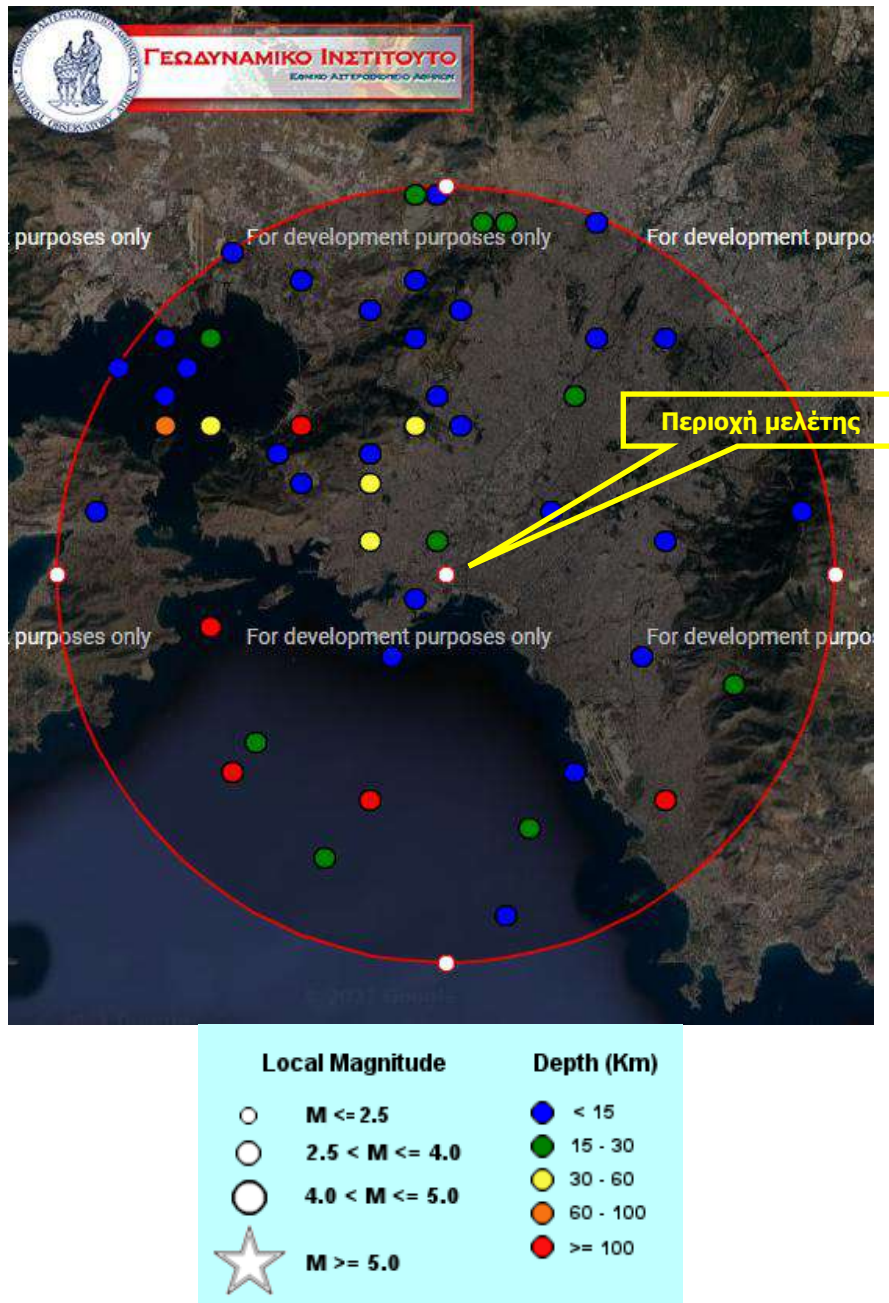 ΓΕΩΔΥΝΑΜΙΚΟ ΙΝΣΤΙΤΟΥΤΟ
ΕΘΝΙΚΟ ΑΣΤΕΡΟΣΚΟΠΕΙΟ ΑΘΗΝΩΝ
t purposes only For development purposes only For development purpos
Περιοχή μελέτης
t purposes only For development purposes only For development purpos
Local Magnitude Depth (Km)
M <= 2.5 < 15
2.5 < M <= 4.0 15 - 30
4.0 < M <= 5.0 30 - 60
60 - 100
M >= 5.0 >= 100